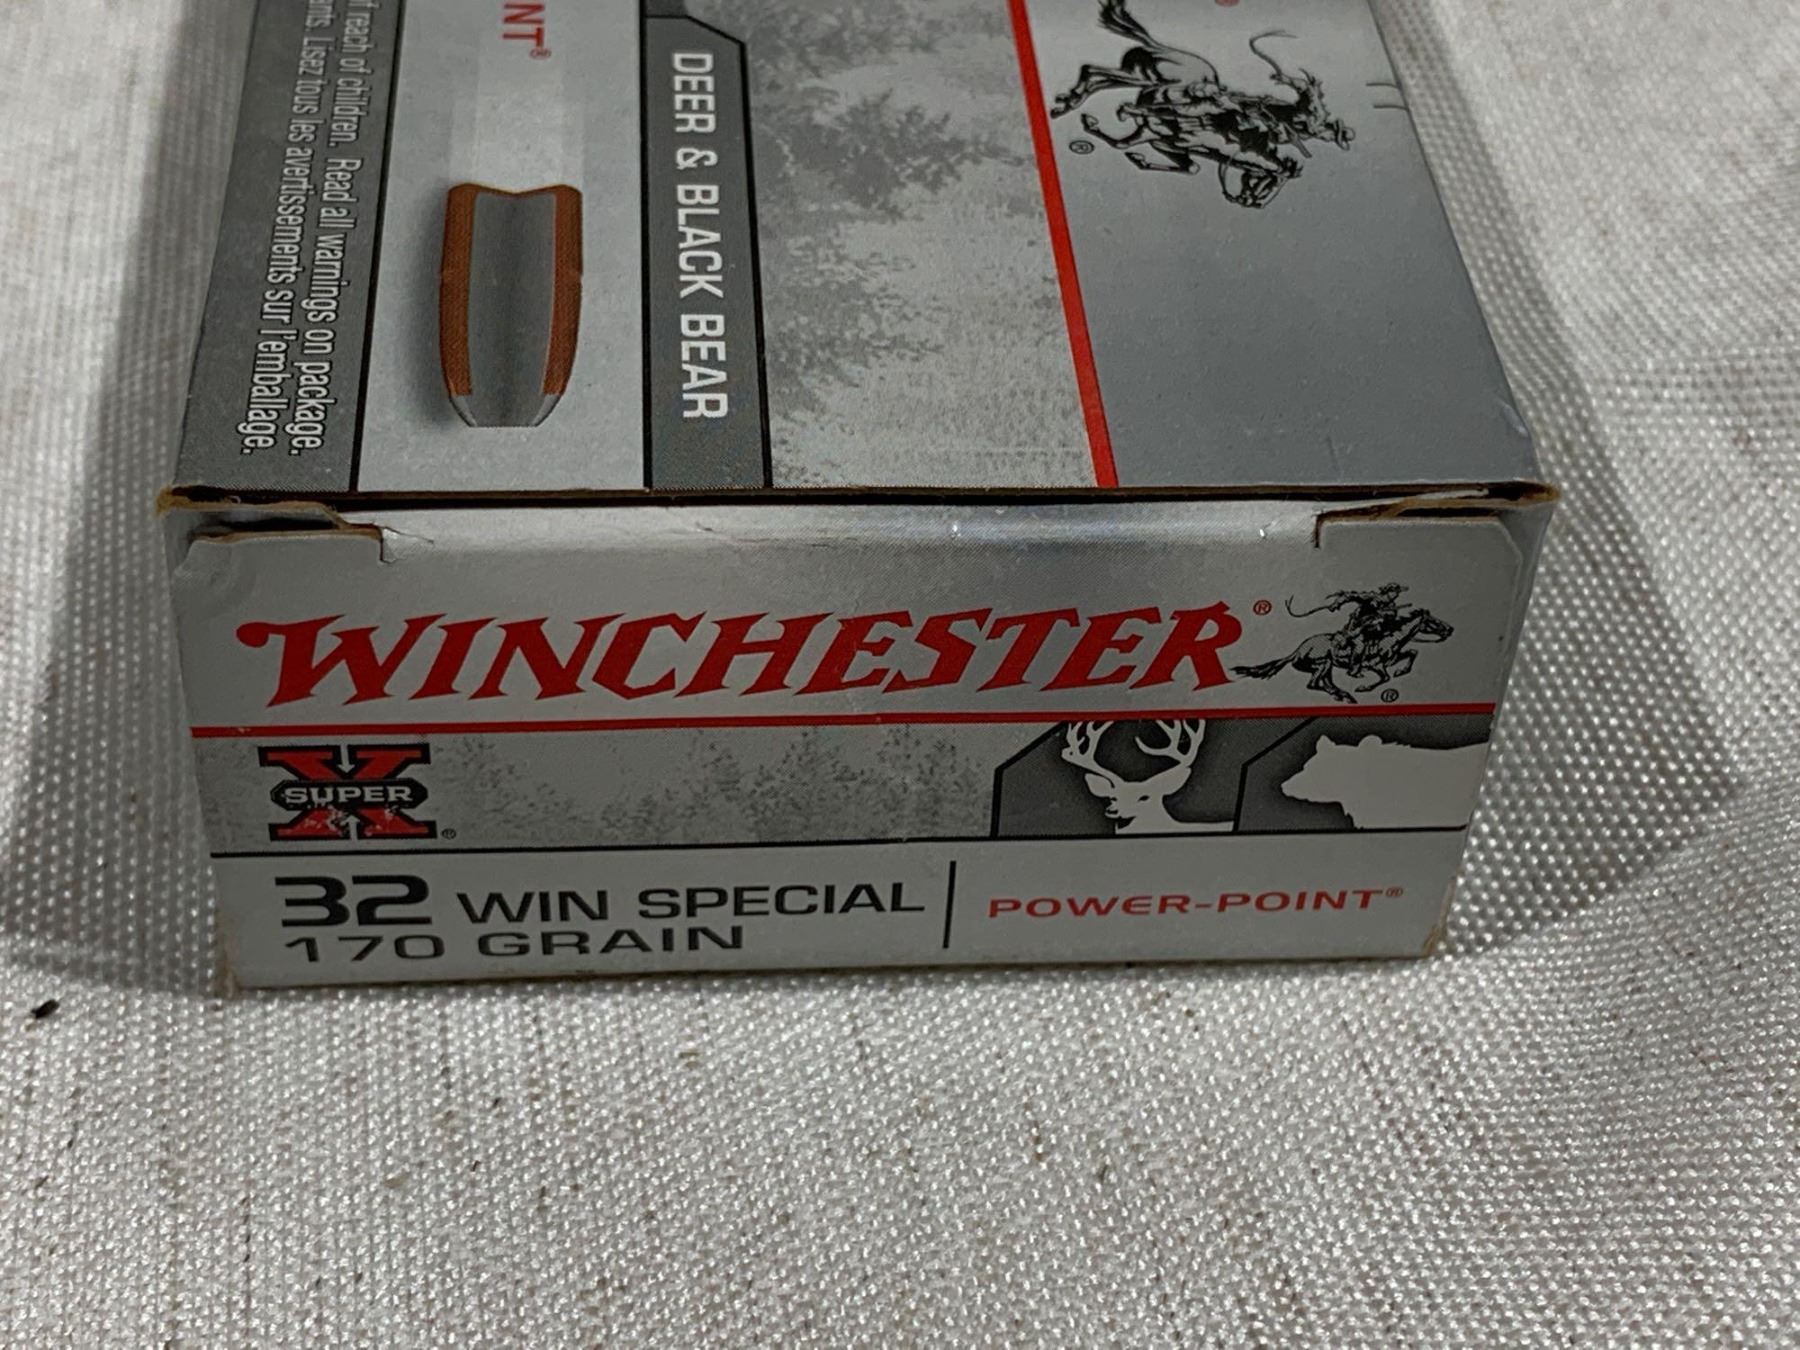 NT®
f reach of children. Read all warnings on package.
Lisez tous les avertissements sur l'emballage.
DEER & BLACK BEAR
®
WINCHESTER®
®
SUPER X®
32 WIN SPECIAL
170 GRAIN
POWER-POINT®